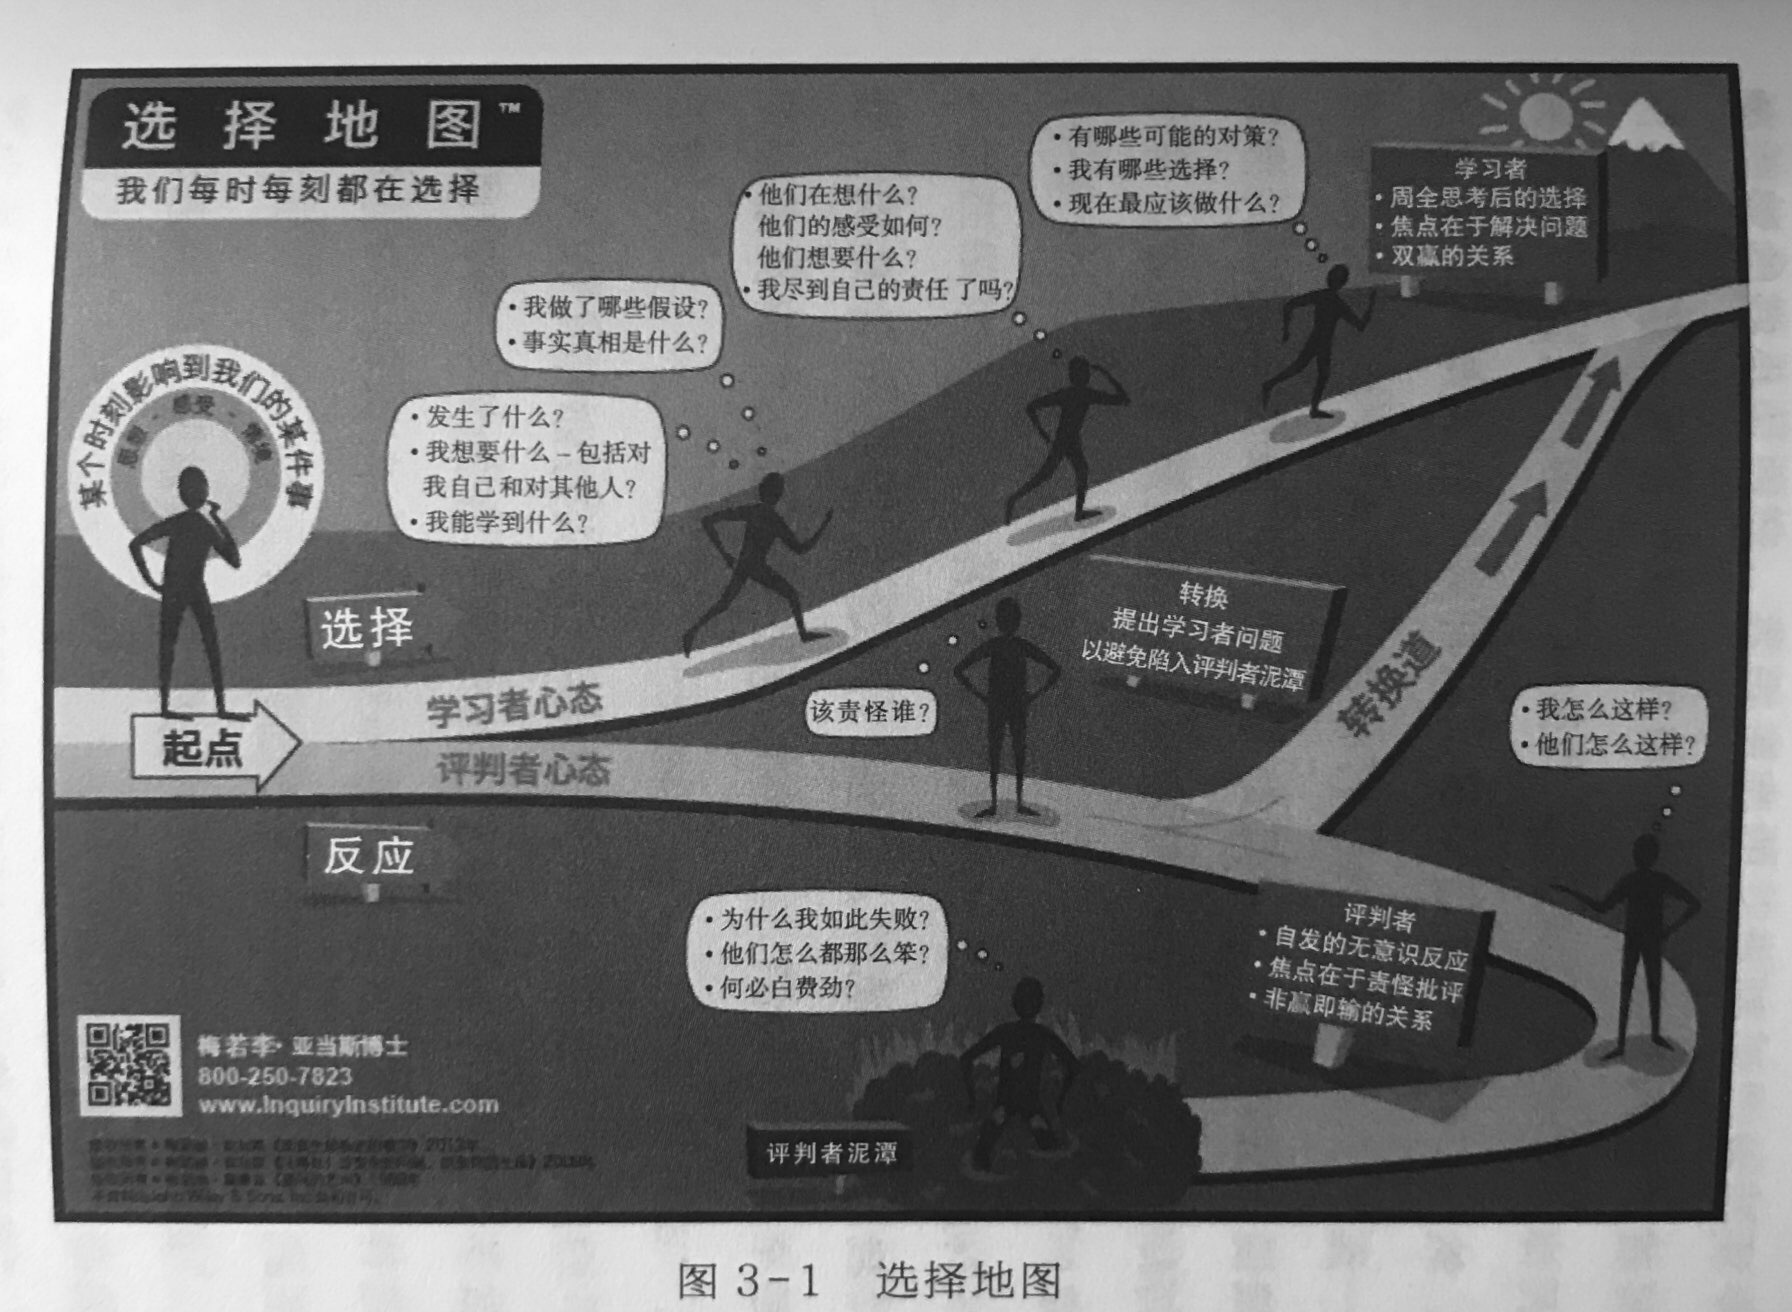 选择地图™
我们每时每刻都在选择
某个时刻影响到我们的某件事
感受
• 发生了什么？
• 我想要什么 – 包括对
我自己和对其他人？
• 我能学到什么？
• 我做了哪些假设？
• 事实真相是什么？
• 他们在想什么？
他们的感受如何？
他们想要什么？
• 我尽到自己的责任 了吗？
• 有哪些可能的对策？
• 我有哪些选择？
• 现在最应该做什么？
学习者
• 周全思考后的选择
• 焦点在于解决问题
• 双赢的关系
选择
起点
学习者心态
评判者心态
反应
该责怪谁？
转换
提出学习者问题
以避免陷入评判者泥潭
转换道
• 我怎么这样？
• 他们怎么这样？
评判者
• 自发的无意识反应
• 焦点在于责怪批评
• 非赢即输的关系
• 为什么我如此失败？
• 他们怎么都那么笨？
• 何必白费劲？
评判者泥潭
梅若李·亚当斯博士
800-250-7823
www.InquiryInstitute.com
图 3-1 选择地图